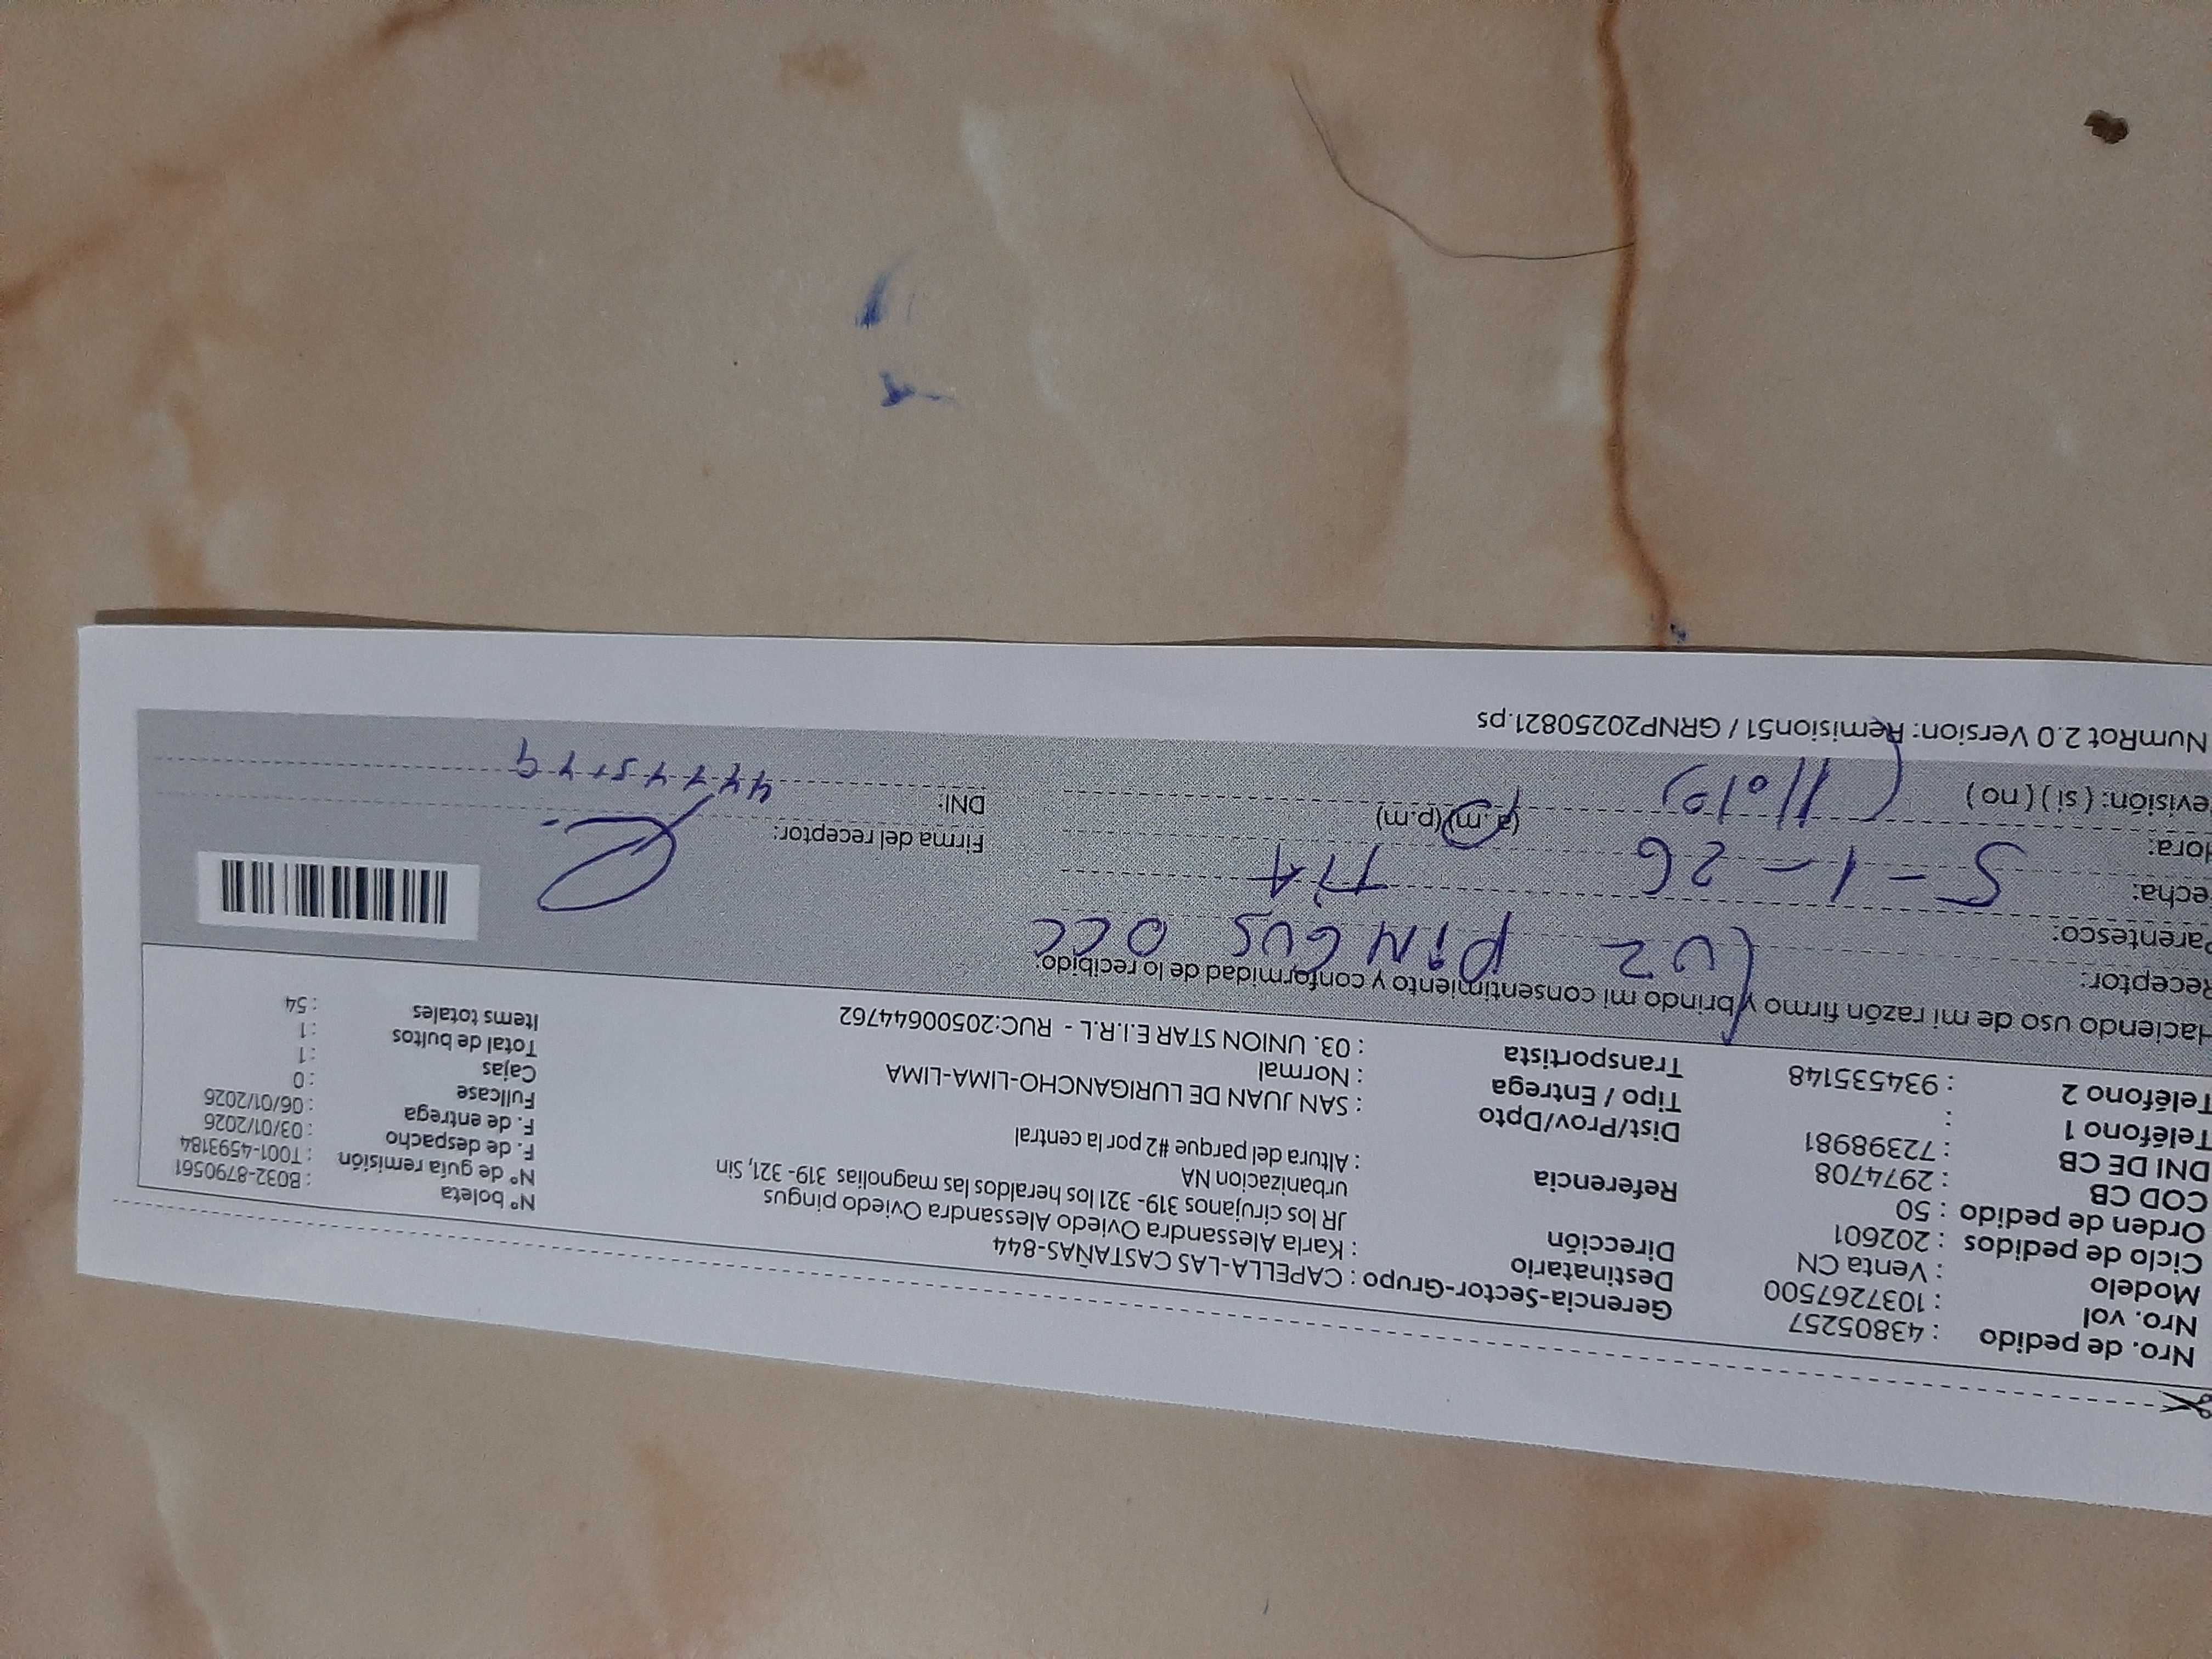 Nro. de pedido : 43805257
Nro. vol : 1037267500
Modelo : Venta CN
Ciclo de pedidos : 202601
Orden de pedido : 50
COD CB : 2974708
DNI DE CB : 72398981
Teléfono 1 :
Teléfono 2 : 934535148
Gerencia-Sector-Grupo : CAPELLA-LAS CASTAÑAS-844
Destinatario : Karla Alessandra Oviedo Alessandra Oviedo pingus
Dirección JR los cirujanos 319- 321 los heraldos las magnolias 319- 321, Sin
urbanizacion NA
Referencia : Altura del parque #2 por la central
Dist/Prov/Dpto : SAN JUAN DE LURIGANCHO-LIMA-LIMA
Tipo / Entrega : Normal
Transportista : 03. UNION STAR E.I.R.L - RUC:20500644762
N° boleta : B032-8790561
N° de guía remisión : T001-4593184
F. de despacho : 03/01/2026
F. de entrega : 06/01/2026
Fullcase : 0
Cajas : 1
Total de bultos : 1
Items totales : 54
Haciendo uso de mi razón firmo y brindo mi consentimiento y conformidad de lo recibido:
Receptor: LUZ PINGUS OCC
Parentesco: TIA
Fecha: 5-1-26
Hora: (a.m) (p.m)
evisión: ( si ) ( no )
Firma del receptor:
DNI:
NumRot 2.0 Version: Remision51 / GRNP20250821.ps